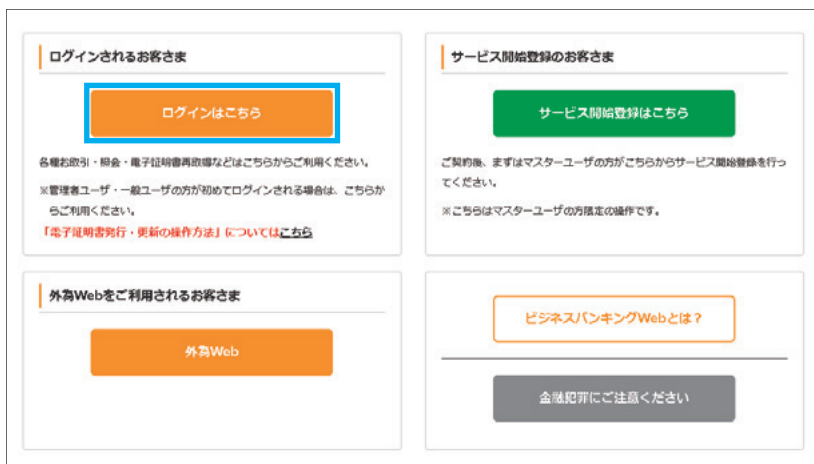 ログインされるお客さま
ログインはこちら
各種お取引・照会・電子証明書再取得などはこちらからご利用ください。
※管理者ユーザ・一般ユーザの方が初めてログインされる場合は、こちらか
らご利用ください。
「電子証明書発行・更新の操作方法」についてはこちら
サービス開始登録のお客さま
サービス開始登録はこちら
ご契約後、まずはマスターユーザの方がこちらからサービス開始登録を行っ
てください。
※こちらはマスターユーザの方限定の操作です。
外為Webをご利用されるお客さま
外為Web
ビジネスバンキングWebとは？
金融犯罪にご注意ください